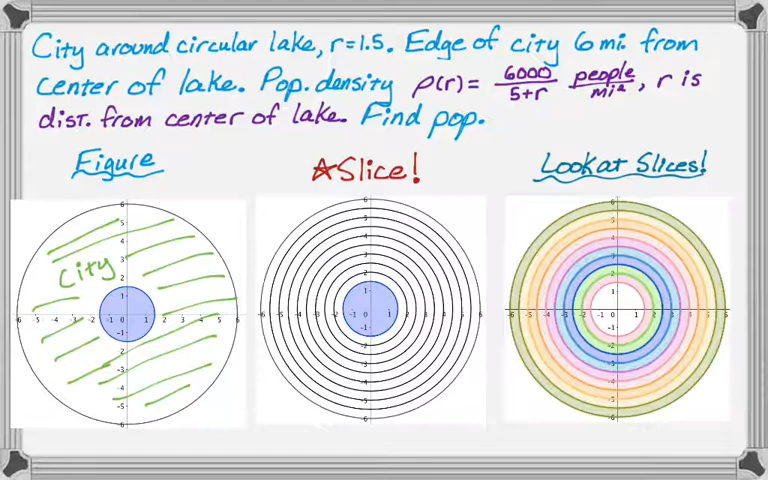 City around circular lake, r=1.5. Edge of city 6 mi. from
center of lake. Pop. density ρ(r)= 6000/5+r people/mi², r is
dist. from center of lake. Find pop.
Figure
☆Slice!
Look at Slices!
City